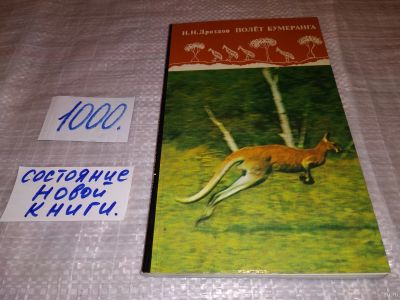 Н.Н.Дроздов ПОЛЁТ БУМЕРАНГА
1000.
СОСТОЯНИЕ
НОВОЙ
КНИГИ.